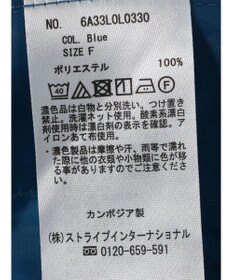 NO. 6A33L0L0330
COL. Blue
SIZE F
ポリエステル 100%
濃色品は白物と分別洗い。つけ置き
禁止。洗濯ネット使用。酸素系漂白
剤使用時は漂白剤の表示を確認。ア
イロンあて布使用。
・濃色製品は摩擦や汗、雨等で濡れ
た際に他の衣類や小物類に色が移
る事が有りますのでご注意下さい。
カンボジア製
(株)ストライプインターナショナル
☎ 0120-659-591